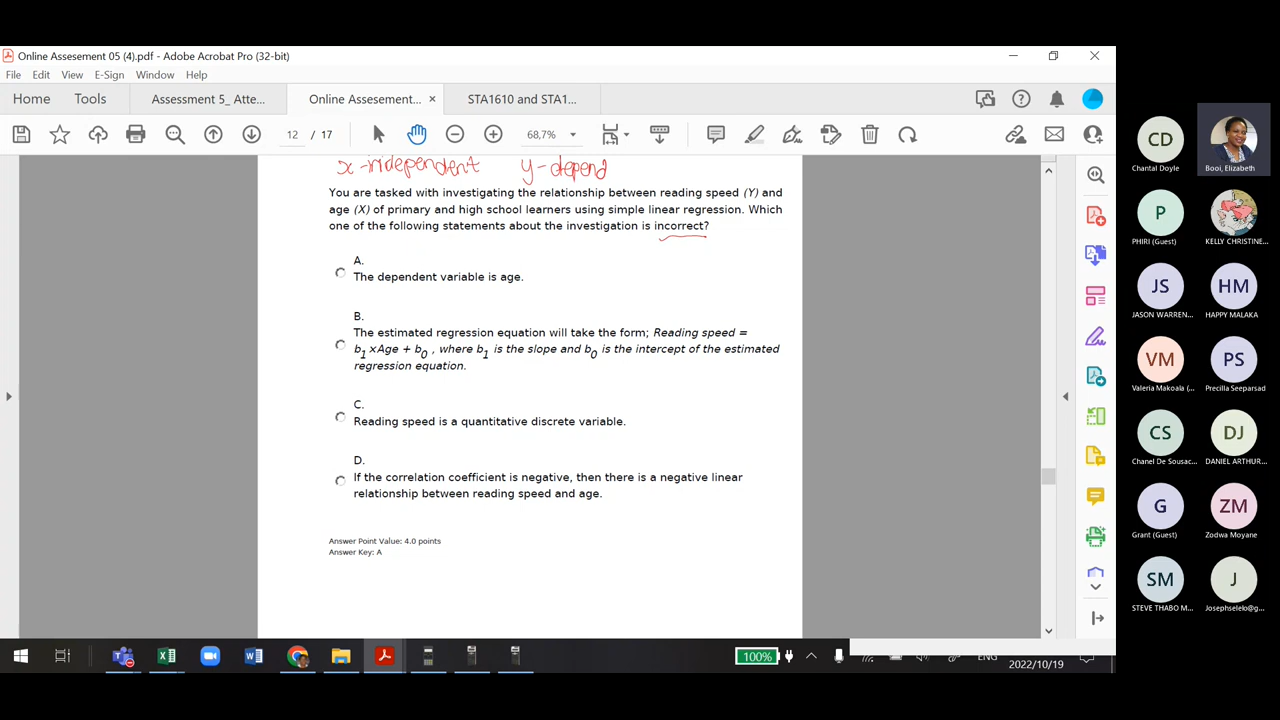 Online Assesement 05 (4).pdf - Adobe Acrobat Pro (32-bit)
File Edit View E-Sign Window Help
Home Tools Assessment 5_ Atte... Online Assesement... × STA1610 and STA1...
12 / 17 68,7%
x-independent y-depend
You are tasked with investigating the relationship between reading speed (Y) and
age (X) of primary and high school learners using simple linear regression. Which
one of the following statements about the investigation is incorrect?
A.
The dependent variable is age.
B.
The estimated regression equation will take the form; Reading speed =
b1 xAge + b0 , where b1 is the slope and b0 is the intercept of the estimated
regression equation.
C.
Reading speed is a quantitative discrete variable.
D.
If the correlation coefficient is negative, then there is a negative linear
relationship between reading speed and age.
Answer Point Value: 4.0 points
Answer Key: A
CD
Chantal Doyle Booi, Elizabeth
P
PHIRI (Guest) KELLY CHRISTINE...
JS HM
JASON WARREN... HAPPY MALAKA
VM PS
Valeria Makoala (... Precilla Seeparsad
CS DJ
Chanel De Sousac... DANIEL ARTHUR...
G ZM
Grant (Guest) Zodwa Moyane
SM J
STEVE THABO M... Josephselelo@g...
100% ENG
2022/10/19